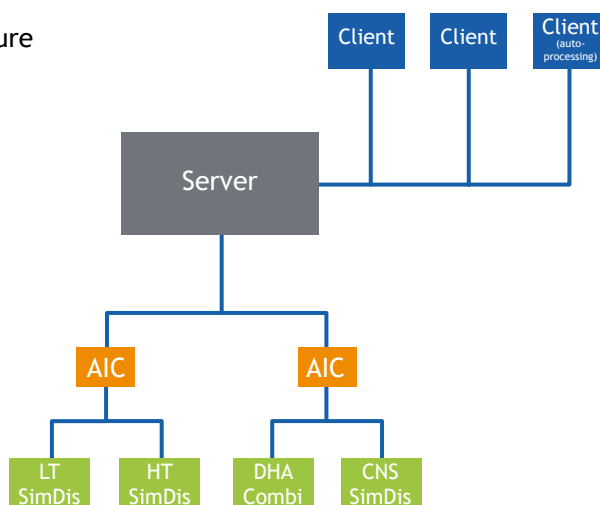 ure
Client
Client
Client
(auto-
processing)
Server
AIC
AIC
LT
SimDis
HT
SimDis
DHA
Combi
CNS
SimDis